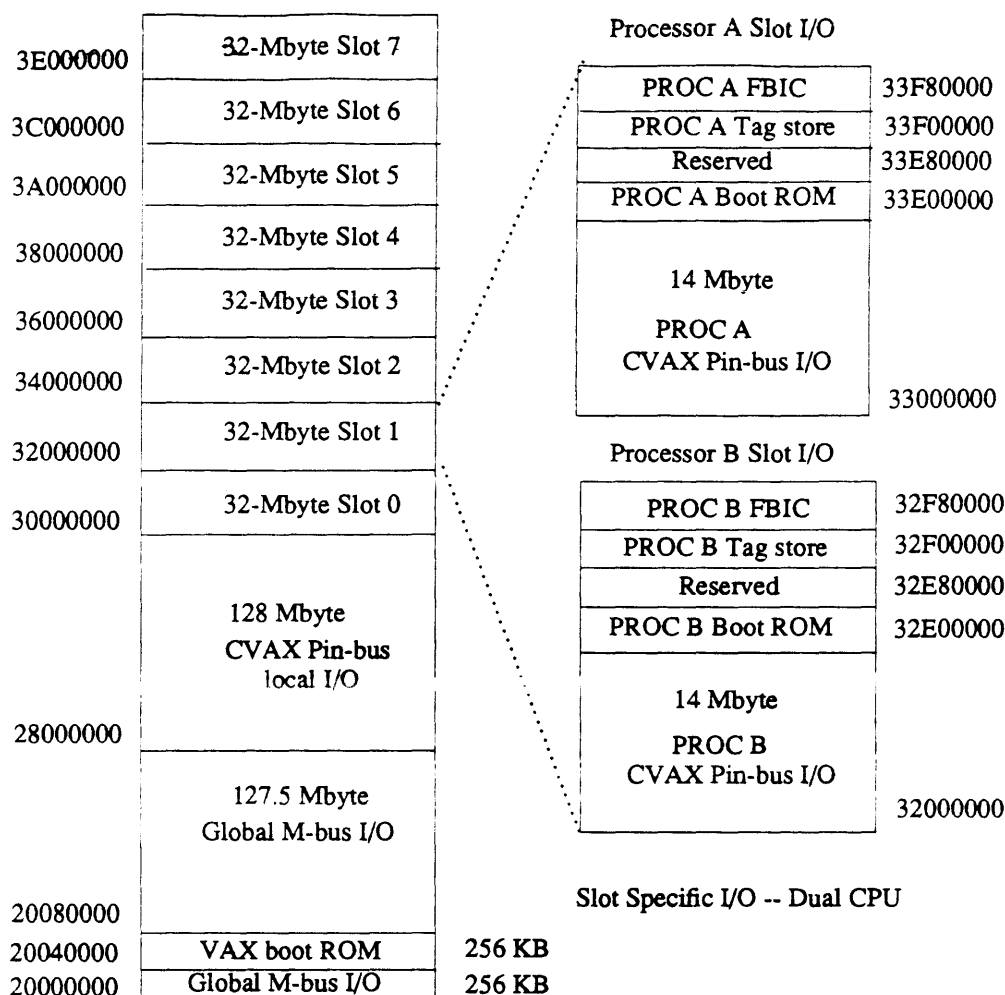 32-Mbyte Slot 7
3E000000
32-Mbyte Slot 6
3C000000
32-Mbyte Slot 5
3A000000
32-Mbyte Slot 4
38000000
32-Mbyte Slot 3
36000000
32-Mbyte Slot 2
34000000
32-Mbyte Slot 1
32000000
32-Mbyte Slot 0
30000000
128 Mbyte
CVAX Pin-bus
local I/O
28000000
127.5 Mbyte
Global M-bus I/O
20080000
20040000 VAX boot ROM 256 KB
20000000 Global M-bus I/O 256 KB
Processor A Slot I/O
PROC A FBIC 33F80000
PROC A Tag store 33F00000
Reserved 33E80000
PROC A Boot ROM 33E00000
14 Mbyte
PROC A
CVAX Pin-bus I/O
33000000
Processor B Slot I/O
PROC B FBIC 32F80000
PROC B Tag store 32F00000
Reserved 32E80000
PROC B Boot ROM 32E00000
14 Mbyte
PROC B
CVAX Pin-bus I/O
32000000
Slot Specific I/O -- Dual CPU